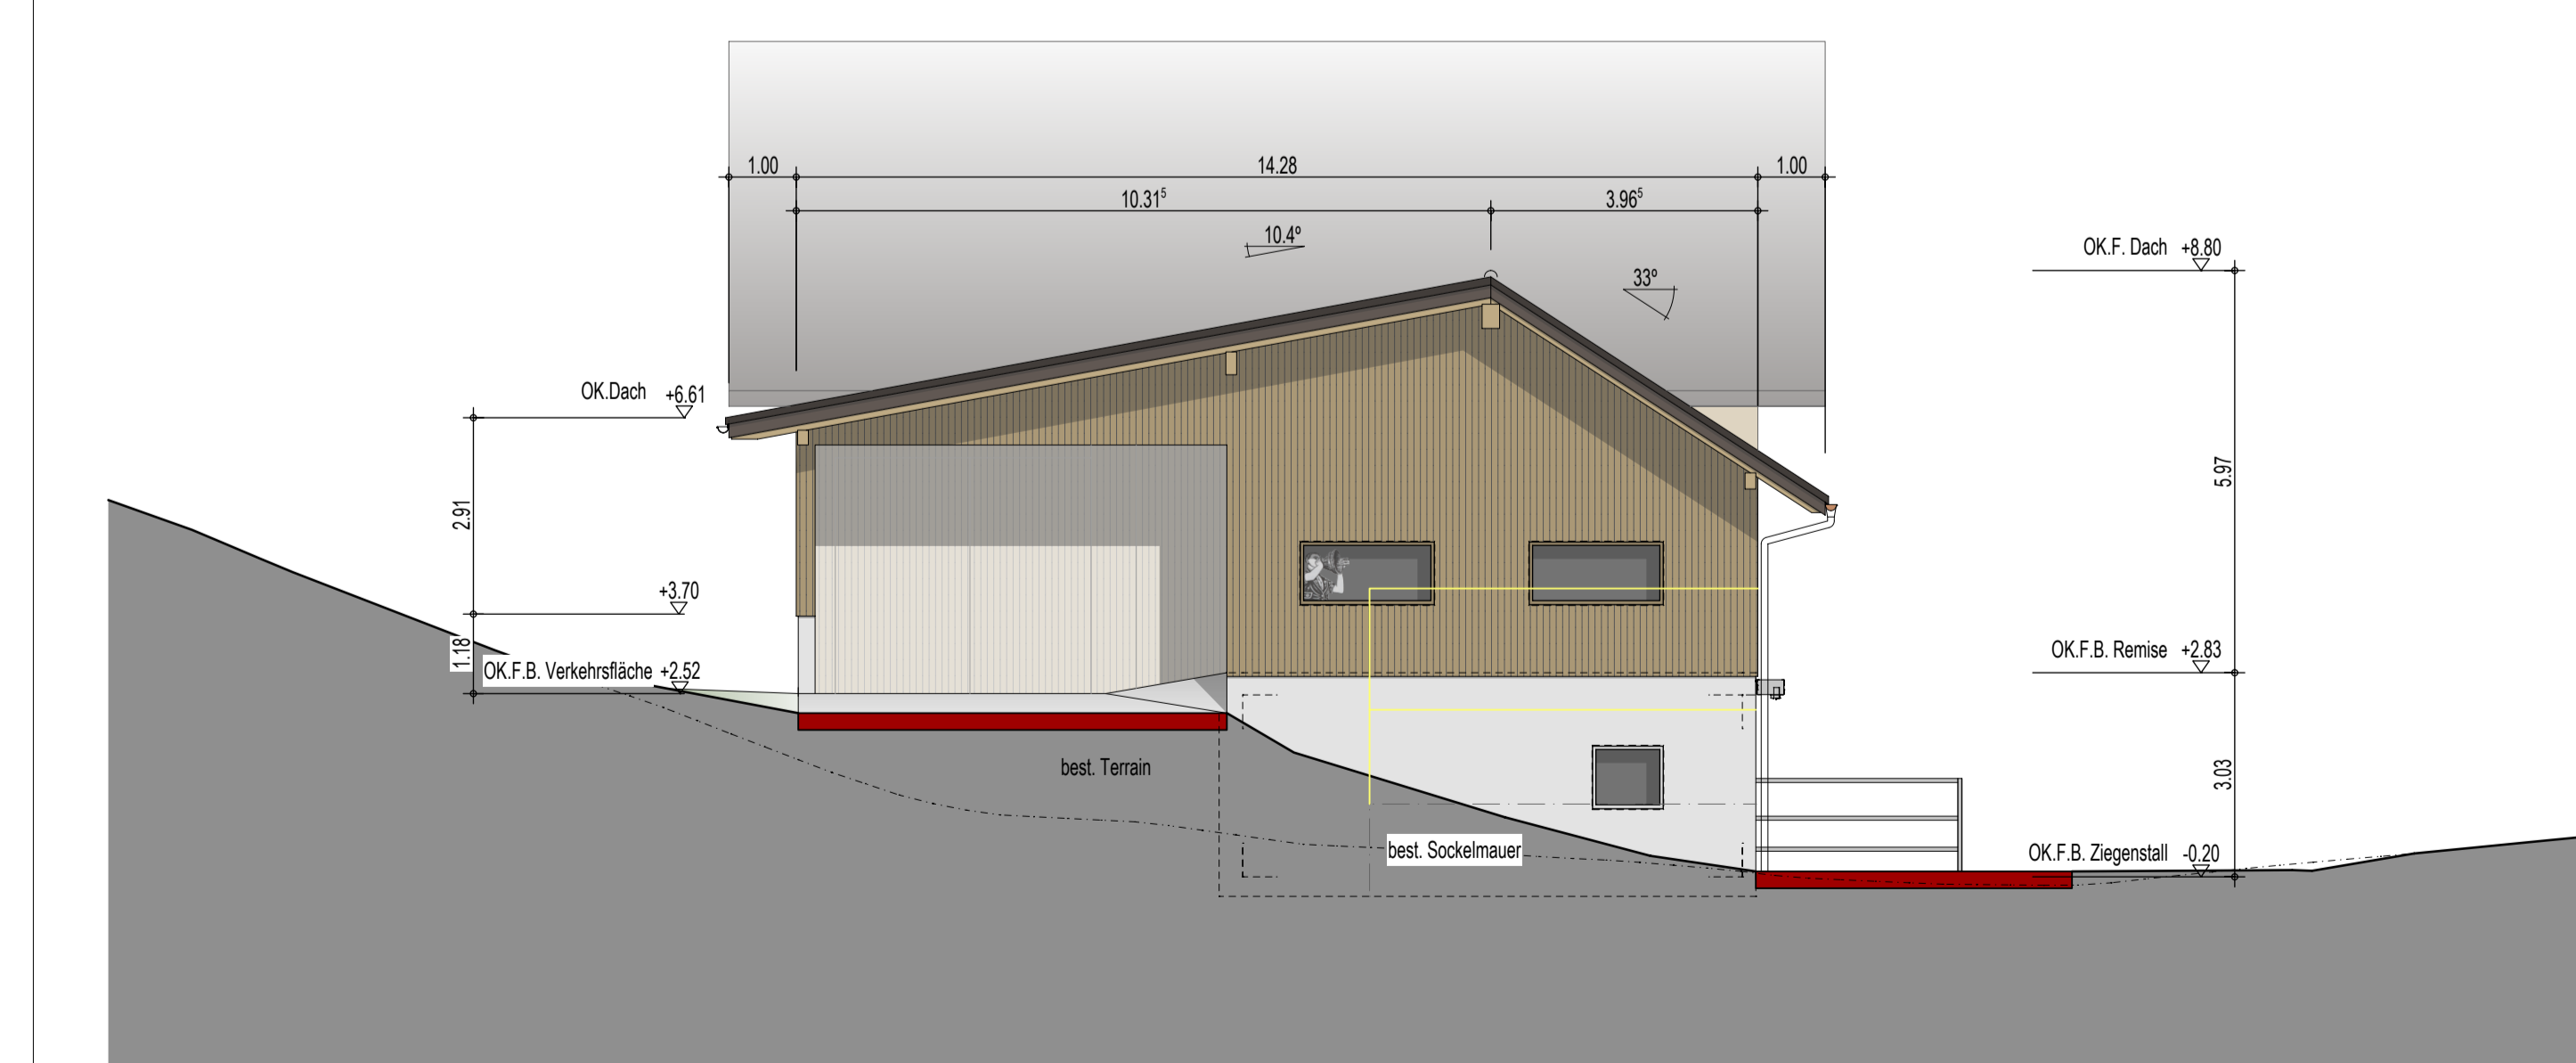 1.00 14.28 1.00
10.31⁵ 3.96⁵
10.4º
OK.F. Dach +8.80
33º
OK.Dach +6.61
5.97
2.91
+3.70
1.18
OK.F.B. Verkehrsfläche +2.52
OK.F.B. Remise +2.83
best. Terrain
3.03
best. Sockelmauer
OK.F.B. Ziegenstall -0.20